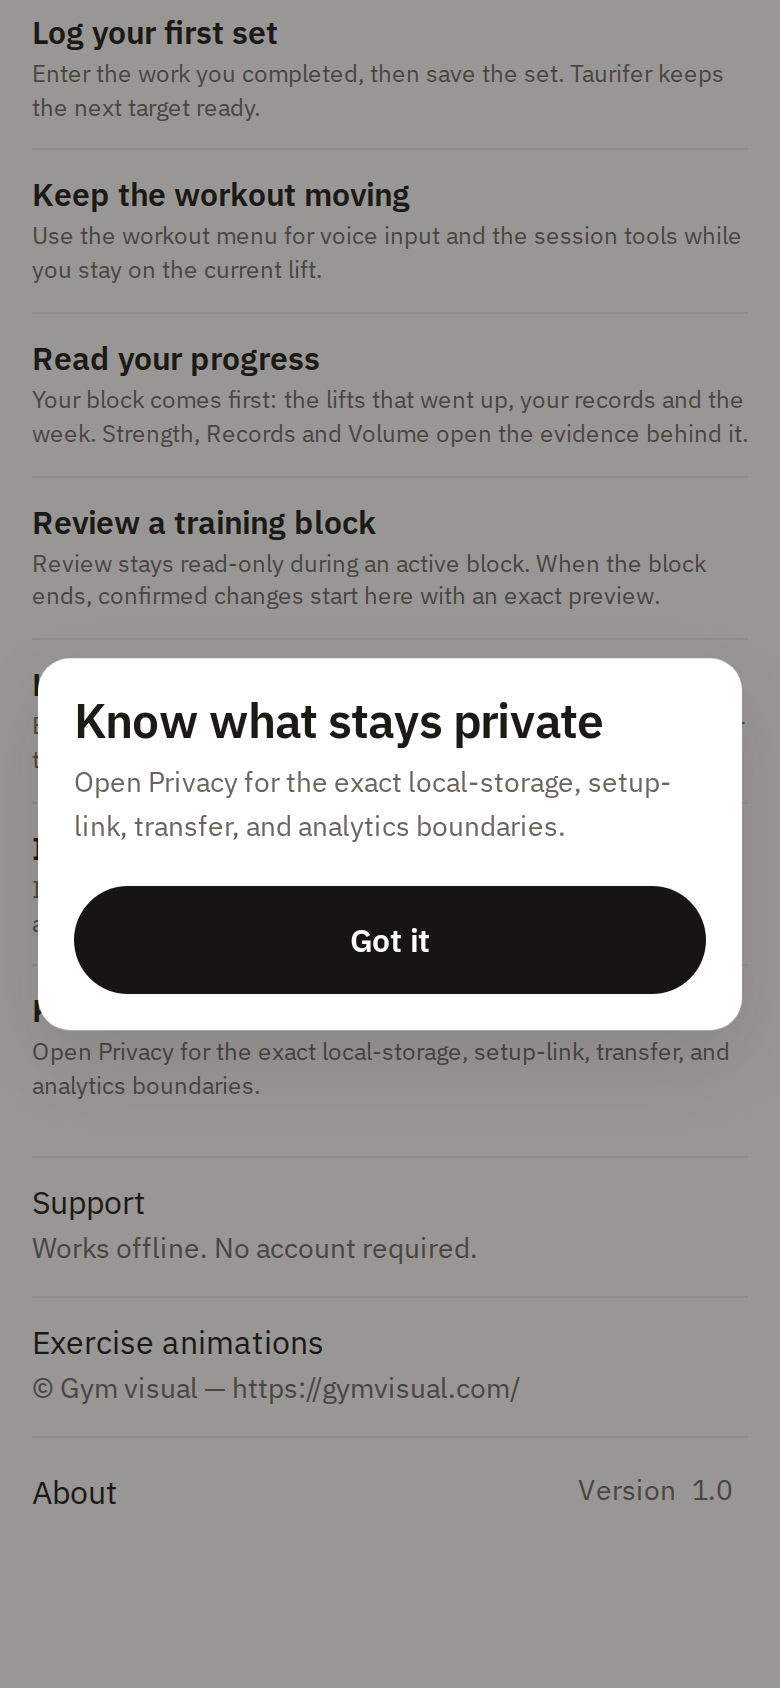 Log your first set
Enter the work you completed, then save the set. Taurifer keeps
the next target ready.
Keep the workout moving
Use the workout menu for voice input and the session tools while
you stay on the current lift.
Read your progress
Your block comes first: the lifts that went up, your records and the
week. Strength, Records and Volume open the evidence behind it.
Review a training block
Review stays read-only during an active block. When the block
ends, confirmed changes start here with an exact preview.
Know what stays private
Open Privacy for the exact local-storage, setup-
link, transfer, and analytics boundaries.
Got it
Open Privacy for the exact local-storage, setup-link, transfer, and
analytics boundaries.
Support
Works offline. No account required.
Exercise animations
© Gym visual — https://gymvisual.com/
About
Version 1.0